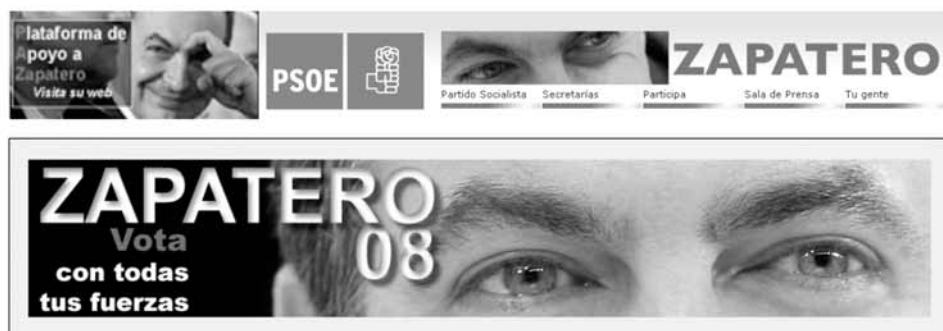 Plataforma de
Apoyo a
Zapatero
Visita su web
PSOE
ZAPATERO
Partido Socialista Secretarías Participa Sala de Prensa Tu gente
ZAPATERO
08
Vota
con todas
tus fuerzas